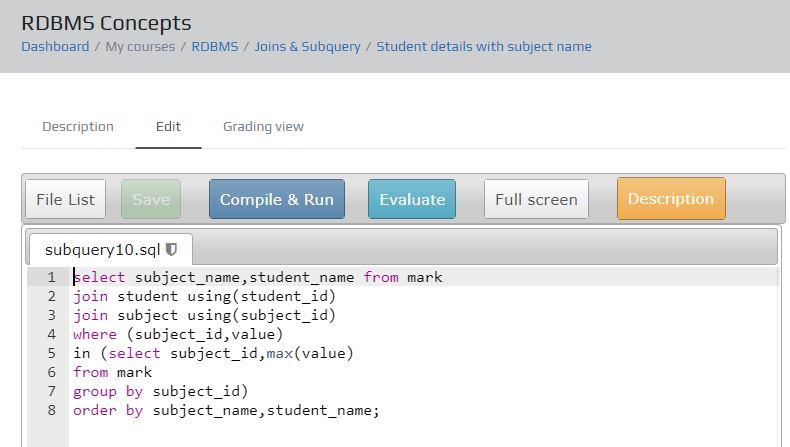 RDBMS Concepts
Dashboard / My courses / RDBMS / Joins & Subquery / Student details with subject name
Description Edit Grading view
File List Save Compile & Run Evaluate Full screen Description
subquery10.sql
1 select subject_name,student_name from mark
2 join student using(student_id)
3 join subject using(subject_id)
4 where (subject_id,value)
5 in (select subject_id,max(value)
6 from mark
7 group by subject_id)
8 order by subject_name,student_name;